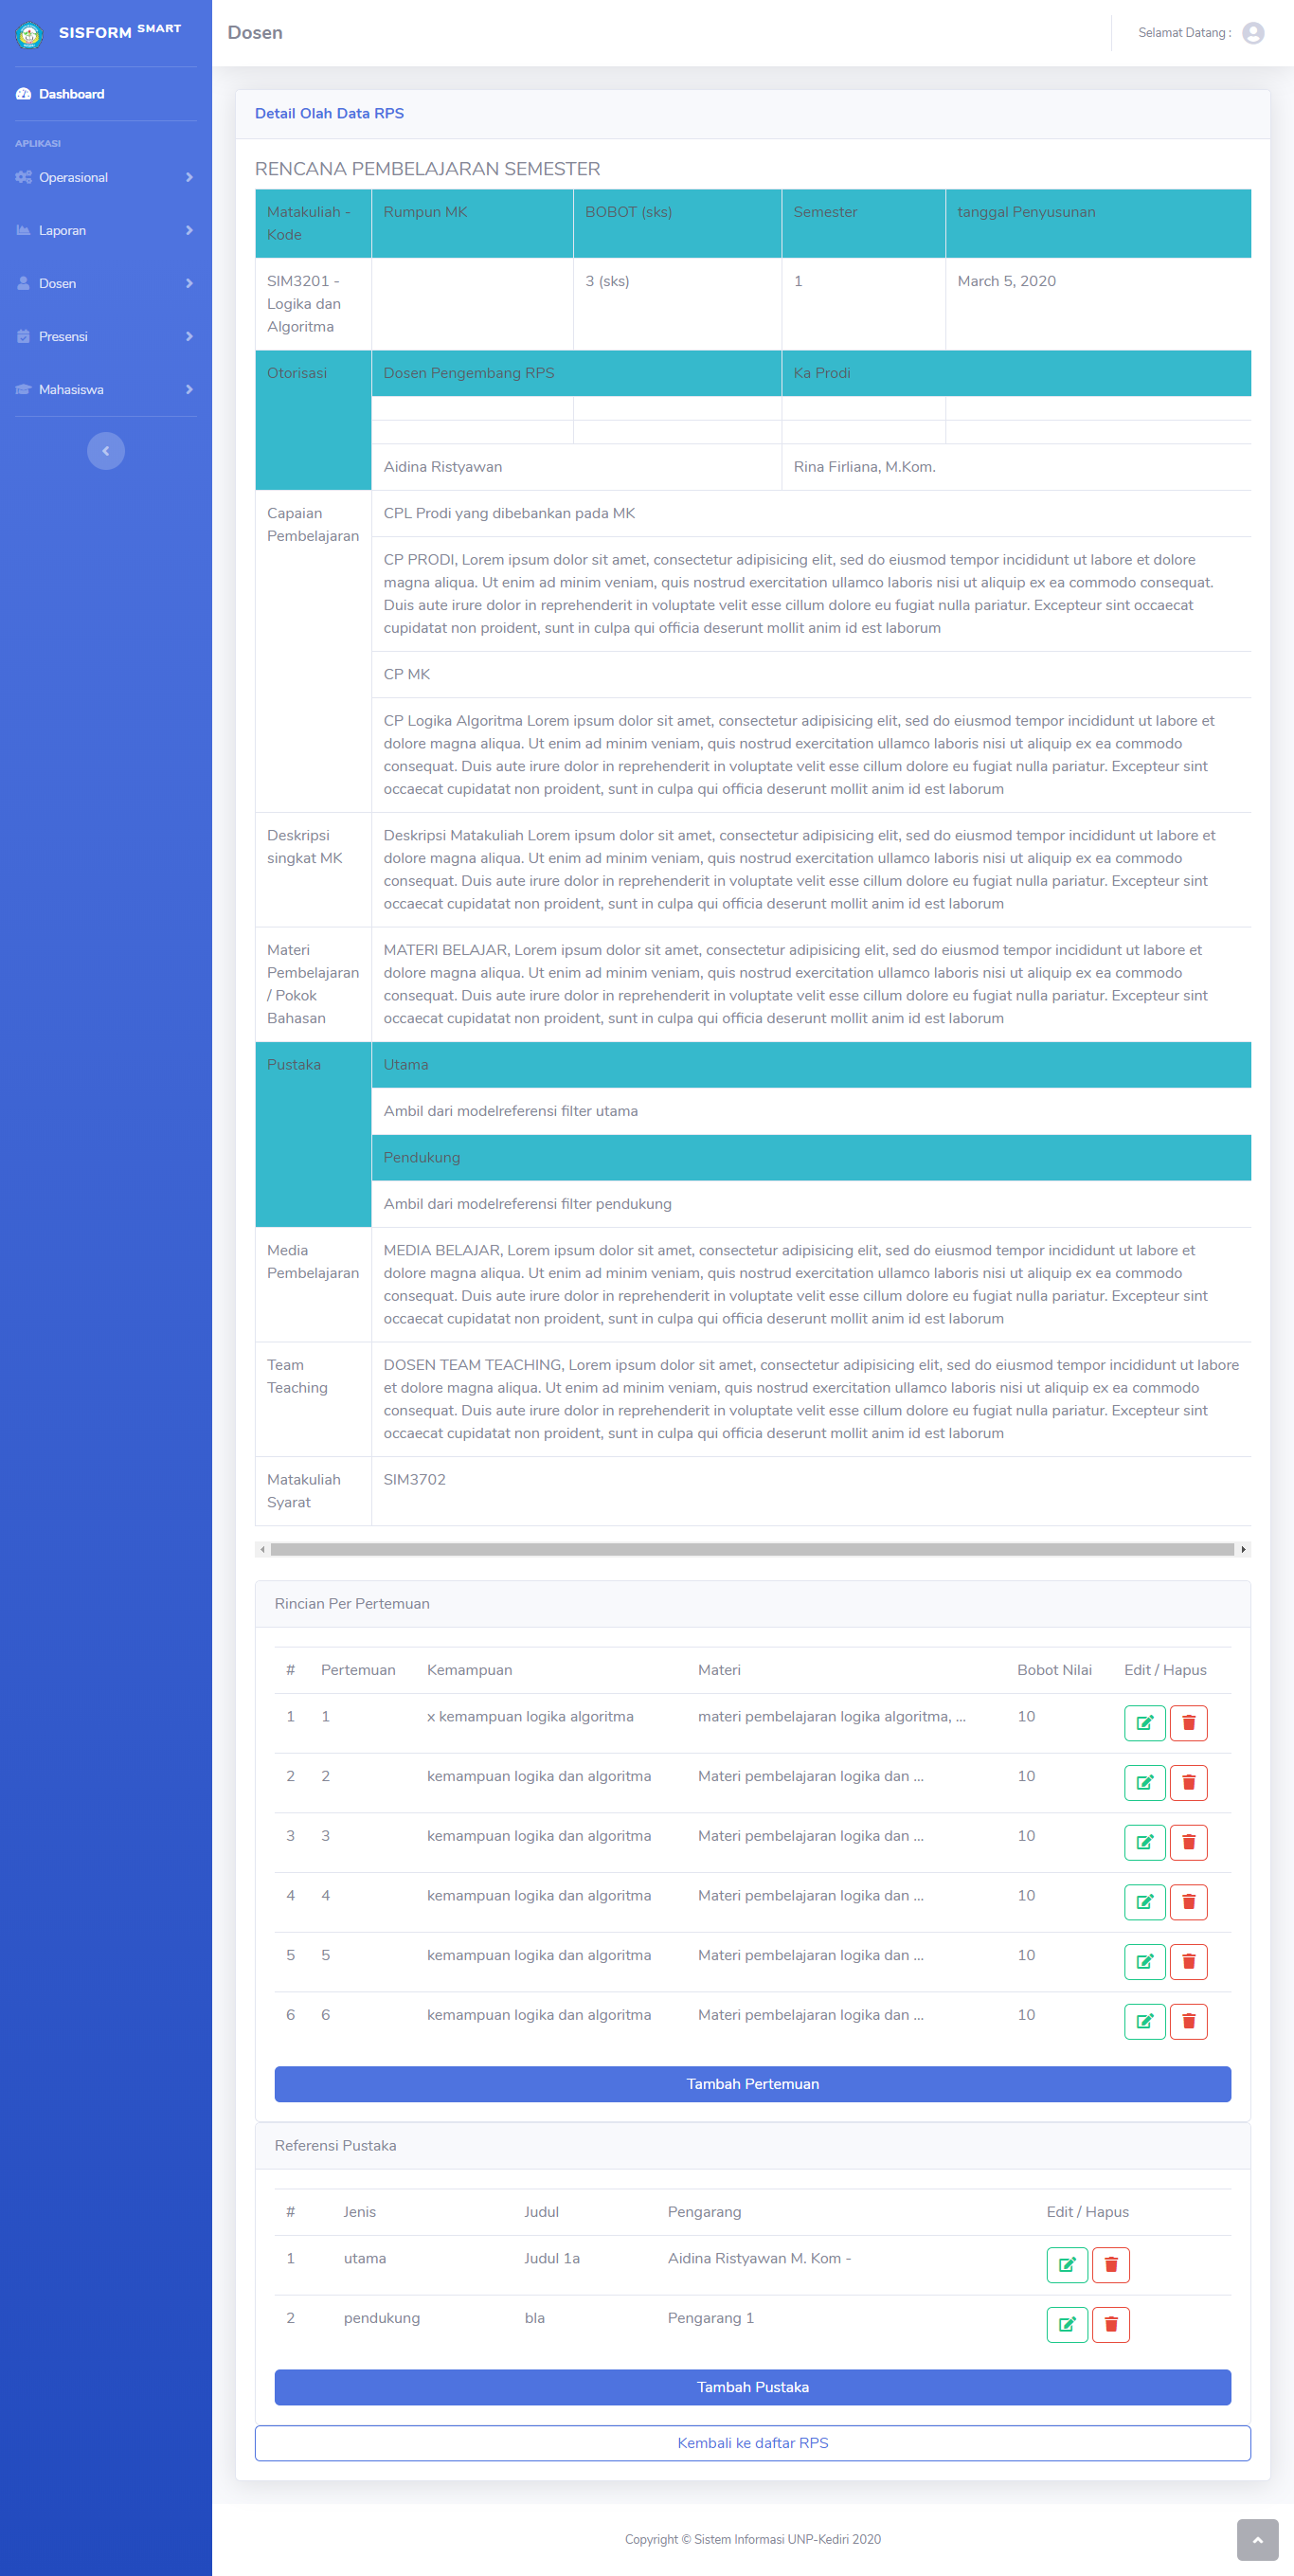 SISFORM SMART
Dashboard
APLIKASI
Operasional
Laporan
Dosen
Presensi
Mahasiswa
Dosen
Selamat Datang :
Detail Olah Data RPS
RENCANA PEMBELAJARAN SEMESTER
Matakuliah -
Kode
Rumpun MK
BOBOT (sks)
Semester
tanggal Penyusunan
SIM3201 -
Logika dan
Algoritma
3 (sks)
1
March 5, 2020
Otorisasi
Dosen Pengembang RPS
Ka Prodi
Aidina Ristyawan
Rina Firliana, M.Kom.
Capaian
Pembelajaran
CPL Prodi yang dibebankan pada MK
CP PRODI, Lorem ipsum dolor sit amet, consectetur adipisicing elit, sed do eiusmod tempor incididunt ut labore et dolore
magna aliqua. Ut enim ad minim veniam, quis nostrud exercitation ullamco laboris nisi ut aliquip ex ea commodo consequat.
Duis aute irure dolor in reprehenderit in voluptate velit esse cillum dolore eu fugiat nulla pariatur. Excepteur sint occaecat
cupidatat non proident, sunt in culpa qui officia deserunt mollit anim id est laborum
CP MK
CP Logika Algoritma Lorem ipsum dolor sit amet, consectetur adipisicing elit, sed do eiusmod tempor incididunt ut labore et
dolore magna aliqua. Ut enim ad minim veniam, quis nostrud exercitation ullamco laboris nisi ut aliquip ex ea commodo
consequat. Duis aute irure dolor in reprehenderit in voluptate velit esse cillum dolore eu fugiat nulla pariatur. Excepteur sint
occaecat cupidatat non proident, sunt in culpa qui officia deserunt mollit anim id est laborum
Deskripsi
singkat MK
Deskripsi Matakuliah Lorem ipsum dolor sit amet, consectetur adipisicing elit, sed do eiusmod tempor incididunt ut labore et
dolore magna aliqua. Ut enim ad minim veniam, quis nostrud exercitation ullamco laboris nisi ut aliquip ex ea commodo
consequat. Duis aute irure dolor in reprehenderit in voluptate velit esse cillum dolore eu fugiat nulla pariatur. Excepteur sint
occaecat cupidatat non proident, sunt in culpa qui officia deserunt mollit anim id est laborum
Materi
Pembelajaran
/ Pokok
Bahasan
MATERI BELAJAR, Lorem ipsum dolor sit amet, consectetur adipisicing elit, sed do eiusmod tempor incididunt ut labore et
dolore magna aliqua. Ut enim ad minim veniam, quis nostrud exercitation ullamco laboris nisi ut aliquip ex ea commodo
consequat. Duis aute irure dolor in reprehenderit in voluptate velit esse cillum dolore eu fugiat nulla pariatur. Excepteur sint
occaecat cupidatat non proident, sunt in culpa qui officia deserunt mollit anim id est laborum
Pustaka
Utama
Ambil dari modelreferensi filter utama
Pendukung
Ambil dari modelreferensi filter pendukung
Media
Pembelajaran
MEDIA BELAJAR, Lorem ipsum dolor sit amet, consectetur adipisicing elit, sed do eiusmod tempor incididunt ut labore et
dolore magna aliqua. Ut enim ad minim veniam, quis nostrud exercitation ullamco laboris nisi ut aliquip ex ea commodo
consequat. Duis aute irure dolor in reprehenderit in voluptate velit esse cillum dolore eu fugiat nulla pariatur. Excepteur sint
occaecat cupidatat non proident, sunt in culpa qui officia deserunt mollit anim id est laborum
Team
Teaching
DOSEN TEAM TEACHING, Lorem ipsum dolor sit amet, consectetur adipisicing elit, sed do eiusmod tempor incididunt ut labore
et dolore magna aliqua. Ut enim ad minim veniam, quis nostrud exercitation ullamco laboris nisi ut aliquip ex ea commodo
consequat. Duis aute irure dolor in reprehenderit in voluptate velit esse cillum dolore eu fugiat nulla pariatur. Excepteur sint
occaecat cupidatat non proident, sunt in culpa qui officia deserunt mollit anim id est laborum
Matakuliah
Syarat
SIM3702
Rincian Per Pertemuan
# Pertemuan Kemampuan Materi Bobot Nilai Edit / Hapus
1 1 x kemampuan logika algoritma materi pembelajaran logika algoritma, ... 10
2 2 kemampuan logika dan algoritma Materi pembelajaran logika dan ... 10
3 3 kemampuan logika dan algoritma Materi pembelajaran logika dan ... 10
4 4 kemampuan logika dan algoritma Materi pembelajaran logika dan ... 10
5 5 kemampuan logika dan algoritma Materi pembelajaran logika dan ... 10
6 6 kemampuan logika dan algoritma Materi pembelajaran logika dan ... 10
Tambah Pertemuan
Referensi Pustaka
# Jenis Judul Pengarang Edit / Hapus
1 utama Judul 1a Aidina Ristyawan M. Kom -
2 pendukung bla Pengarang 1
Tambah Pustaka
Kembali ke daftar RPS
Copyright © Sistem Informasi UNP-Kediri 2020